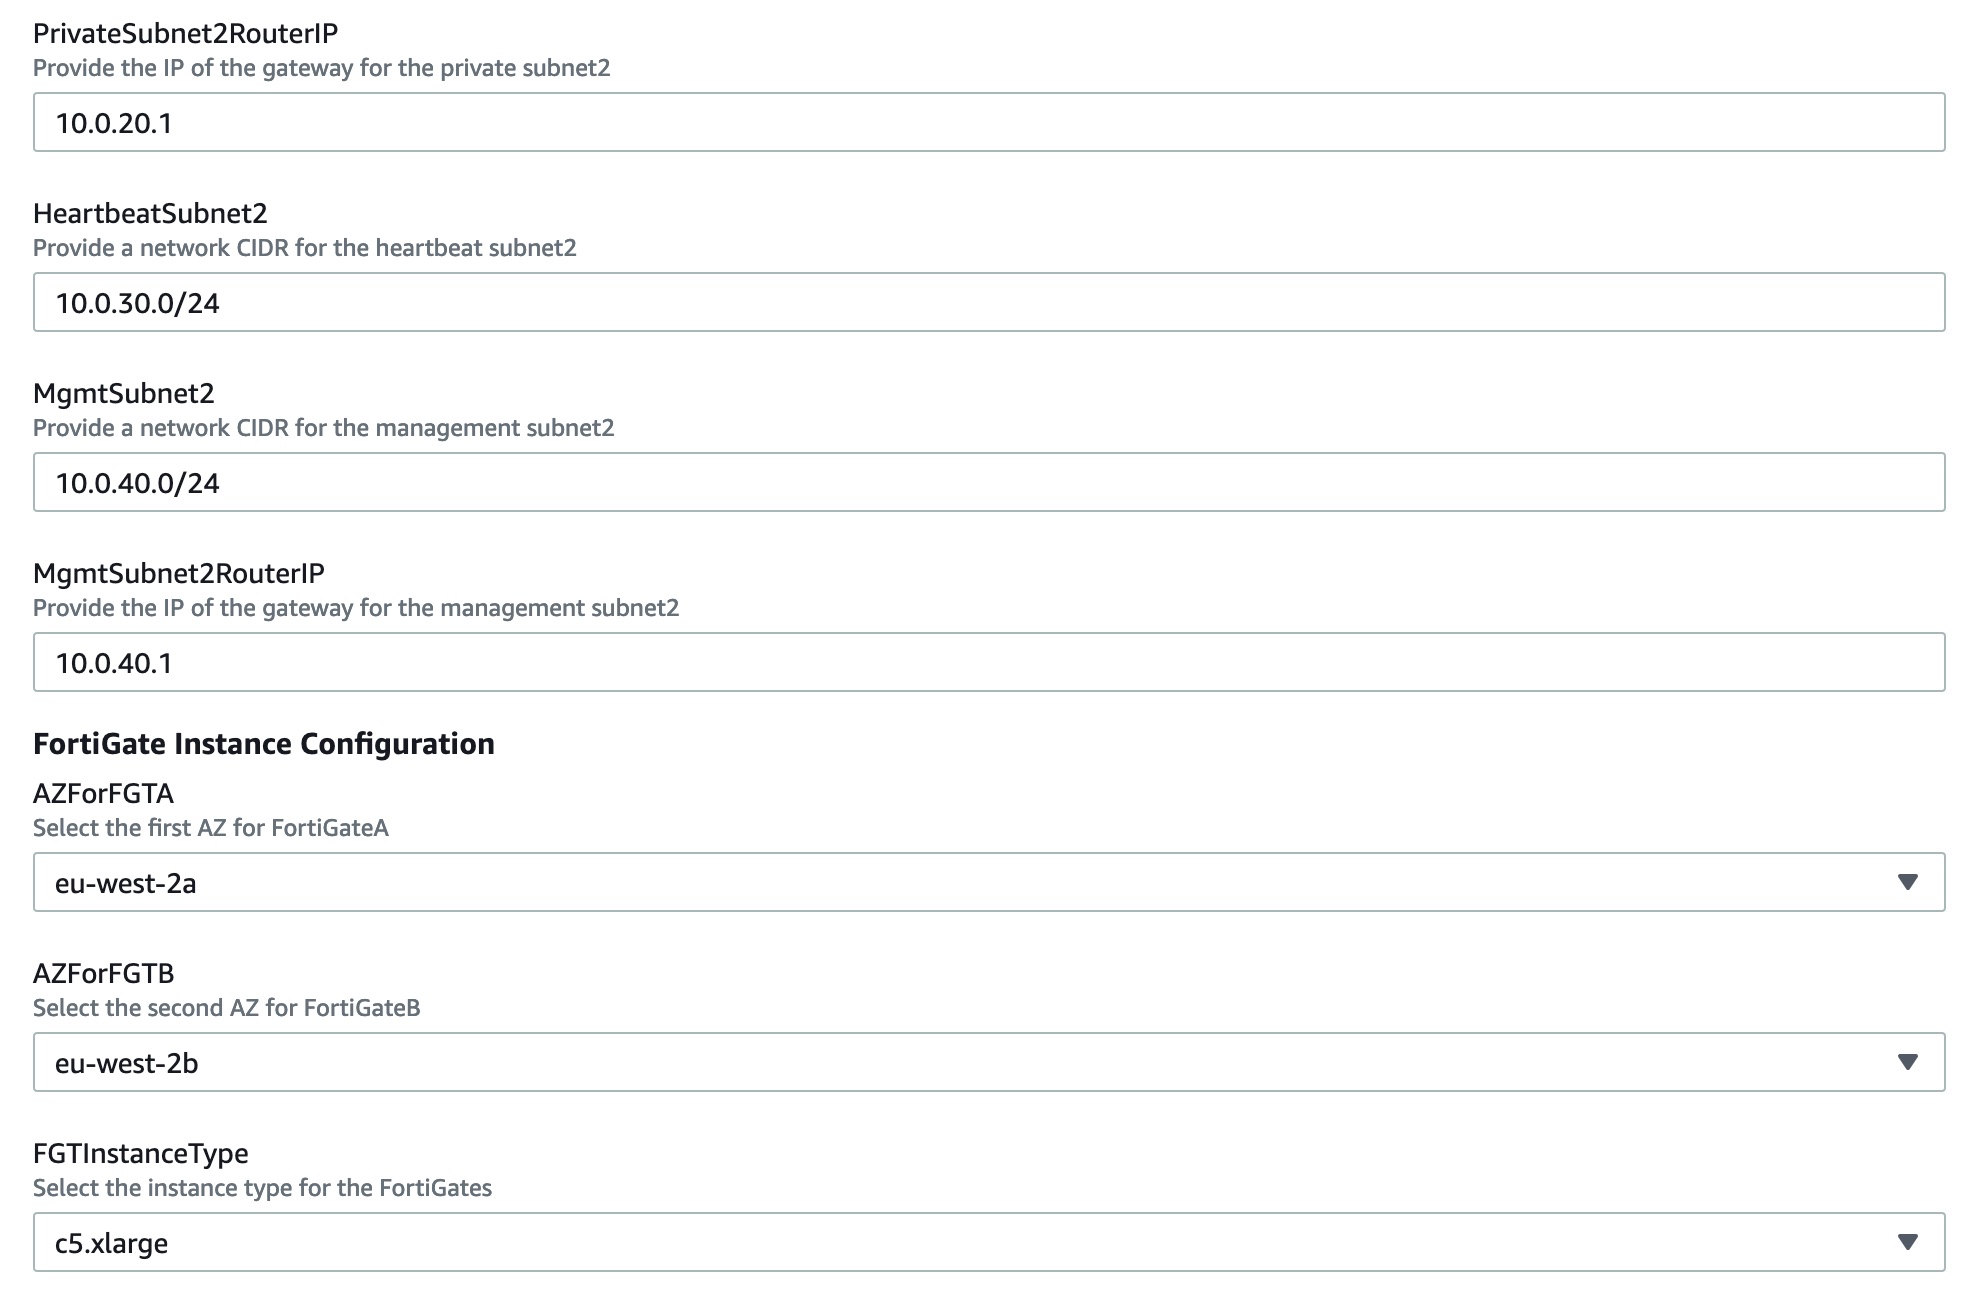 PrivateSubnet2RouterIP
Provide the IP of the gateway for the private subnet2
10.0.20.1
HeartbeatSubnet2
Provide a network CIDR for the heartbeat subnet2
10.0.30.0/24
MgmtSubnet2
Provide a network CIDR for the management subnet2
10.0.40.0/24
MgmtSubnet2RouterIP
Provide the IP of the gateway for the management subnet2
10.0.40.1
FortiGate Instance Configuration
AZForFGTA
Select the first AZ for FortiGateA
eu-west-2a
AZForFGTB
Select the second AZ for FortiGateB
eu-west-2b
FGTInstanceType
Select the instance type for the FortiGates
c5.xlarge